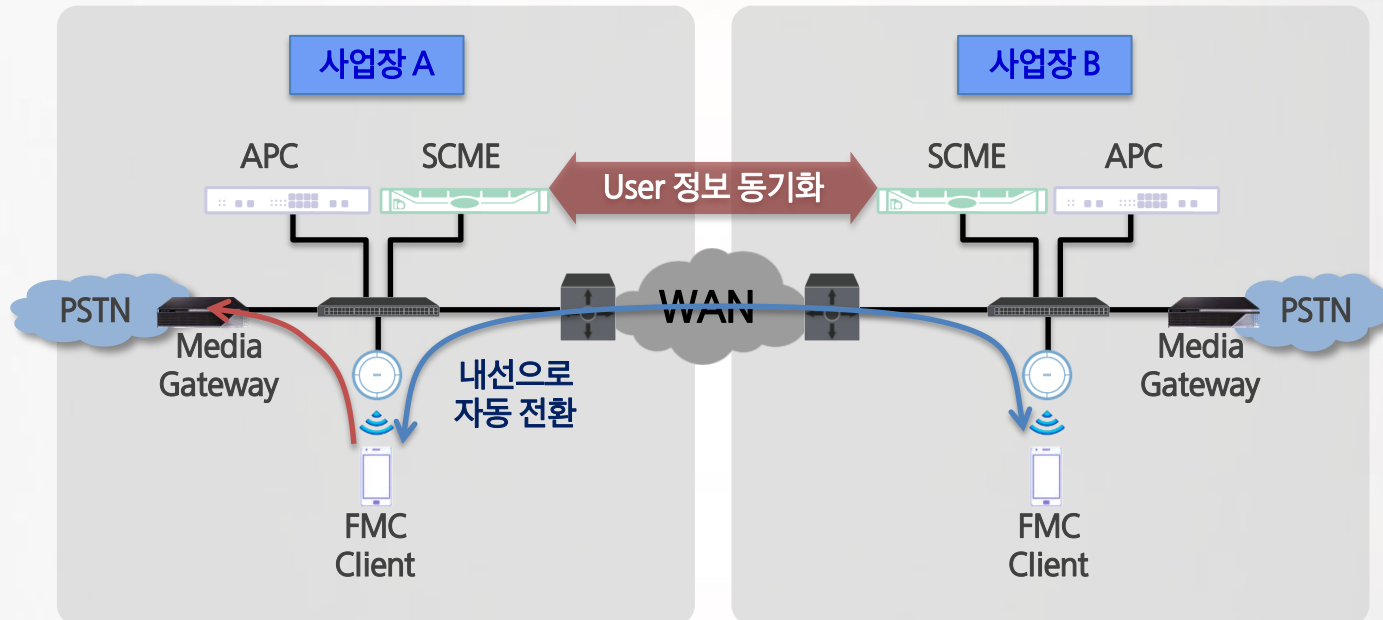 사업장 A
사업장 B
APC
SCME
SCME
APC
User 정보 동기화
PSTN
WAN
PSTN
Media
Gateway
내선으로
자동 전환
Media
Gateway
FMC
Client
FMC
Client